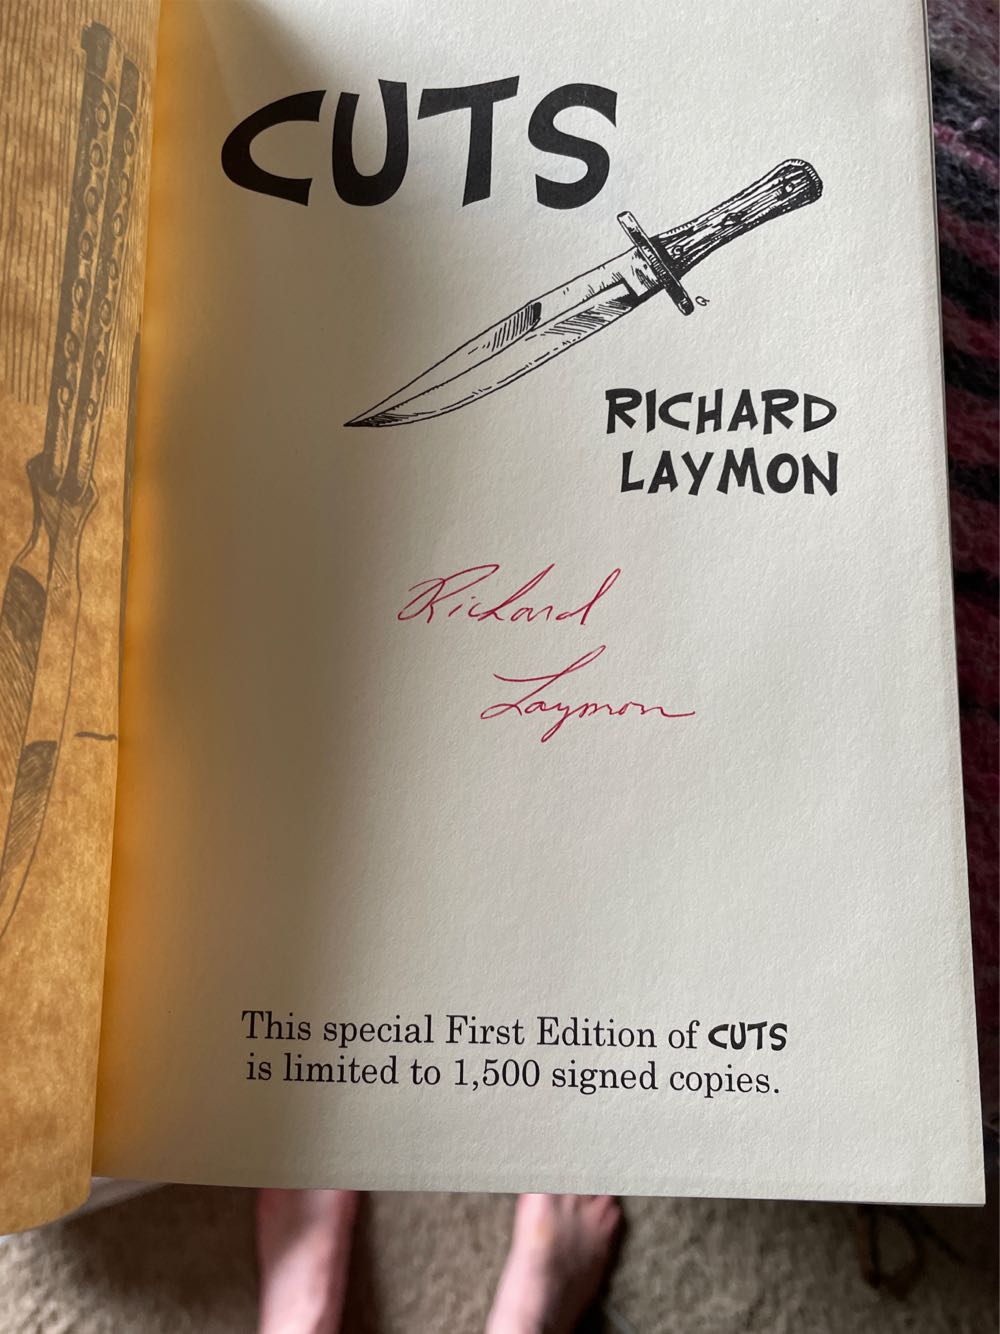 CUTS
RICHARD
LAYMON
Richard
Laymon
This special First Edition of CUTS
is limited to 1,500 signed copies.